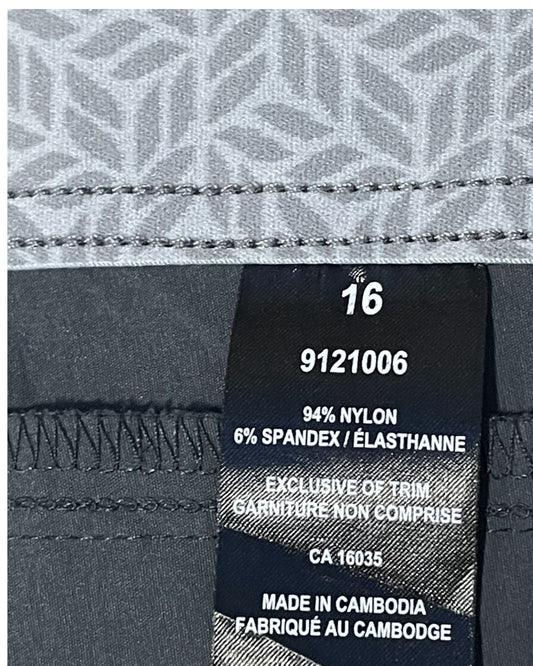 16
9121006
94% NYLON
6% SPANDEX / ÉLASTHANNE
EXCLUSIVE OF TRIM
GARNITURE NON COMPRISE
CA 16035
MADE IN CAMBODIA
FABRIQUÉ AU CAMBODGE